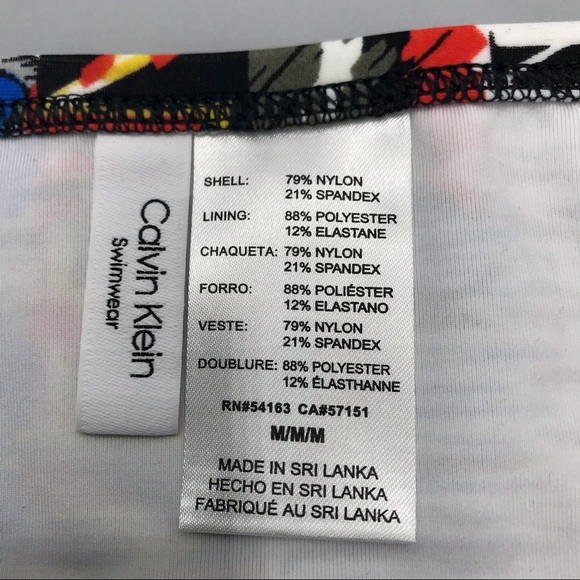 Calvin Klein
Swimwear
SHELL: 79% NYLON
21% SPANDEX
LINING: 88% POLYESTER
12% ELASTANE
CHAQUETA: 79% NYLON
21% SPANDEX
FORRO: 88% POLIÉSTER
12% ELASTANO
VESTE: 79% NYLON
21% SPANDEX
DOUBLURE: 88% POLYESTER
12% ÉLASTHANNE
RN#54163 CA#57151
M/M/M
MADE IN SRI LANKA
HECHO EN SRI LANKA
FABRIQUÉ AU SRI LANKA